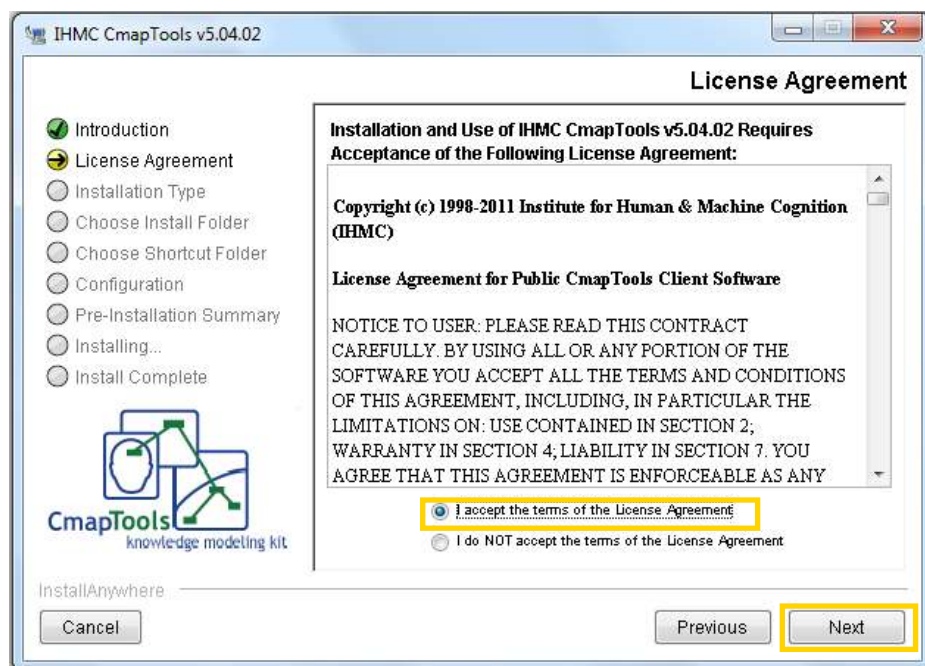 IHMC CmapTools v5.04.02
License Agreement
Introduction
License Agreement
Installation Type
Choose Install Folder
Choose Shortcut Folder
Configuration
Pre-Installation Summary
Installing...
Install Complete
CmapTools
knowledge modeling kit
Installation and Use of IHMC CmapTools v5.04.02 Requires
Acceptance of the Following License Agreement:
Copyright (c) 1998-2011 Institute for Human & Machine Cognition
(IHMC)
License Agreement for Public CmapTools Client Software
NOTICE TO USER: PLEASE READ THIS CONTRACT
CAREFULLY. BY USING ALL OR ANY PORTION OF THE
SOFTWARE YOU ACCEPT ALL THE TERMS AND CONDITIONS
OF THIS AGREEMENT, INCLUDING, IN PARTICULAR THE
LIMITATIONS ON: USE CONTAINED IN SECTION 2;
WARRANTY IN SECTION 4; LIABILITY IN SECTION 7. YOU
AGREE THAT THIS AGREEMENT IS ENFORCEABLE AS ANY
I accept the terms of the License Agreement
I do NOT accept the terms of the License Agreement
InstallAnywhere
Cancel
Previous
Next